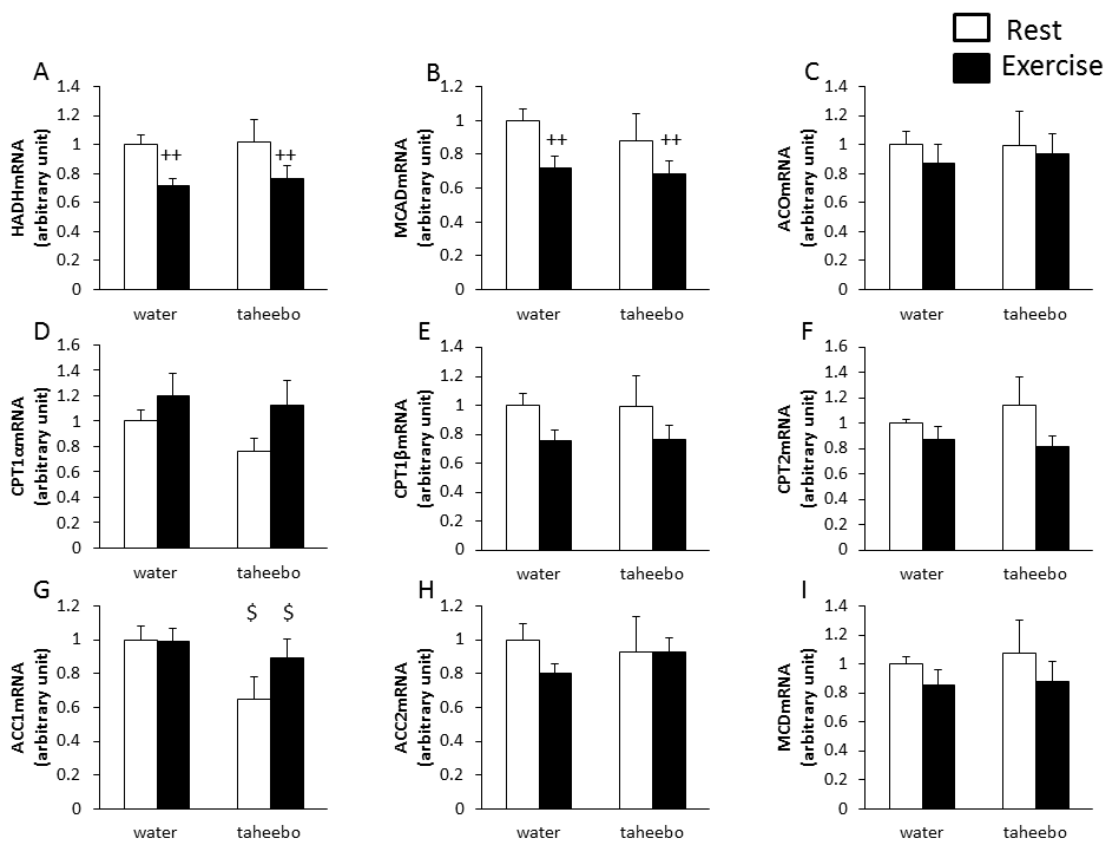 Rest
Exercise
A
HADHmRNA
(arbitrary unit)
1.4
1.2
1
0.8
0.6
0.4
0.2
0
++
++
water
taheebo
B
MCADmRNA
(arbitrary unit)
1.2
1
0.8
0.6
0.4
0.2
0
++
++
water
taheebo
C
ACOmRNA
(arbitrary unit)
1.4
1.2
1
0.8
0.6
0.4
0.2
0
water
taheebo
D
CPT1αmRNA
(arbitrary unit)
1.6
1.4
1.2
1
0.8
0.6
0.4
0.2
0
water
taheebo
E
CPT1βmRNA
(arbitrary unit)
1.4
1.2
1
0.8
0.6
0.4
0.2
0
water
taheebo
F
CPT2mRNA
(arbitrary unit)
1.6
1.4
1.2
1
0.8
0.6
0.4
0.2
0
water
taheebo
G
ACC1mRNA
(arbitrary unit)
1.2
1
0.8
0.6
0.4
0.2
0
$
$
water
taheebo
H
ACC2mRNA
(arbitrary unit)
1.2
1
0.8
0.6
0.4
0.2
0
water
taheebo
I
MCDmRNA
(arbitrary unit)
1.4
1.2
1
0.8
0.6
0.4
0.2
0
water
taheebo